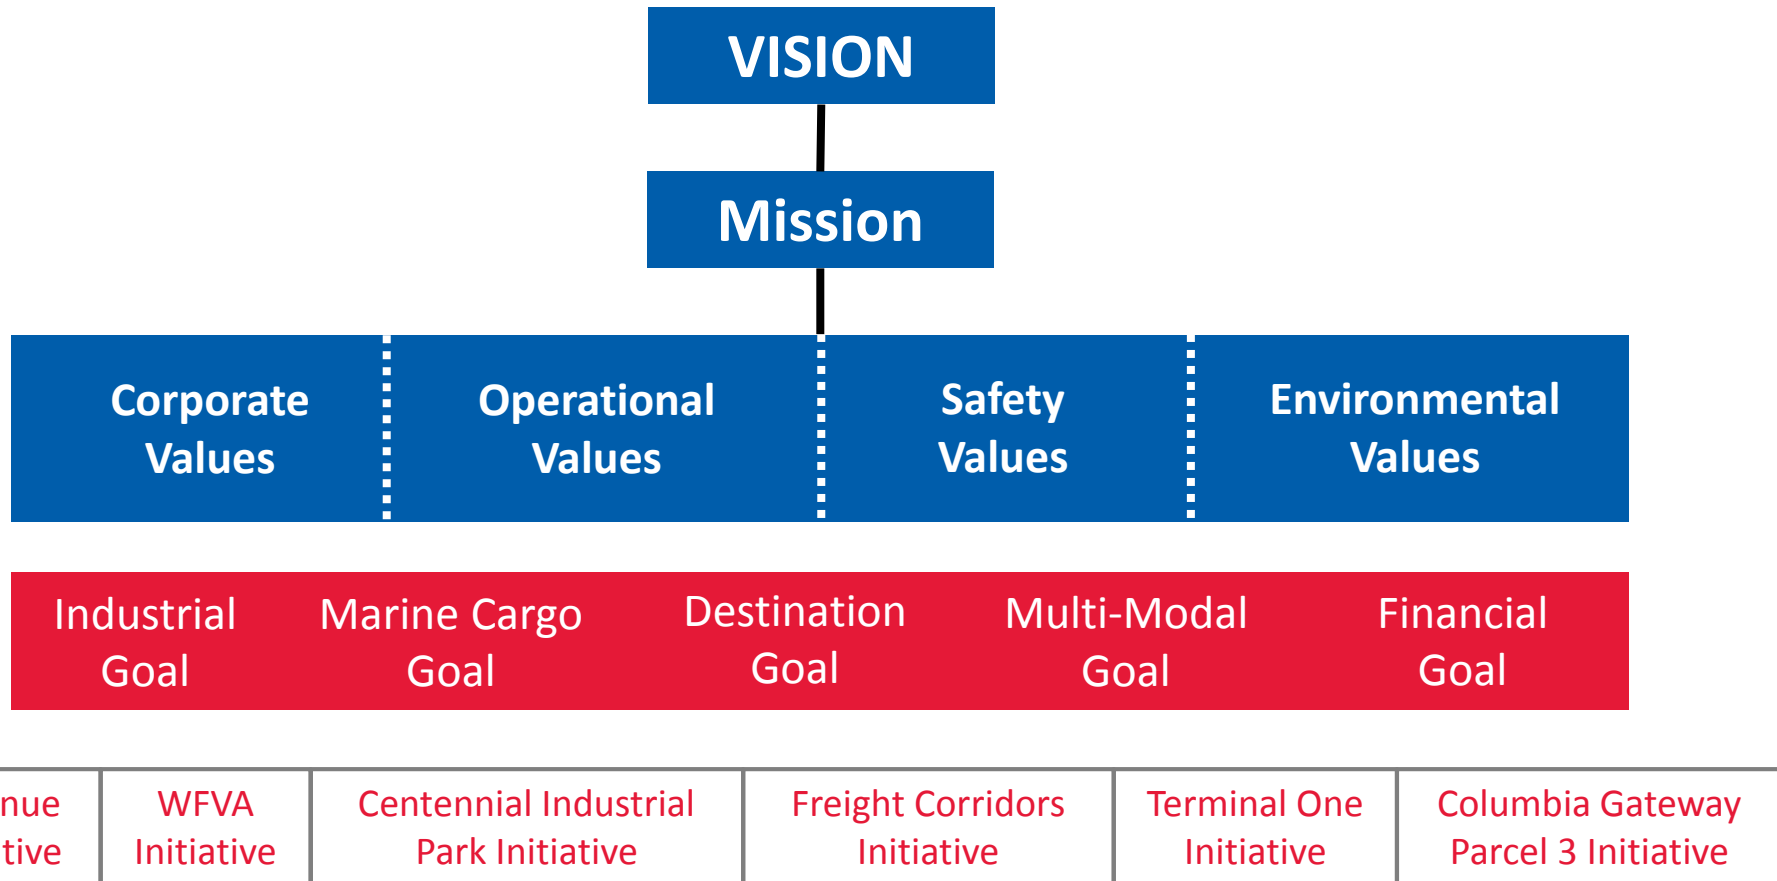 VISION
Mission
Corporate Values
Operational Values
Safety Values
Environmental Values
Industrial Goal
Marine Cargo Goal
Destination Goal
Multi-Modal Goal
Financial Goal
WFVA Initiative
Centennial Industrial Park Initiative
Freight Corridors Initiative
Terminal One Initiative
Columbia Gateway Parcel 3 Initiative